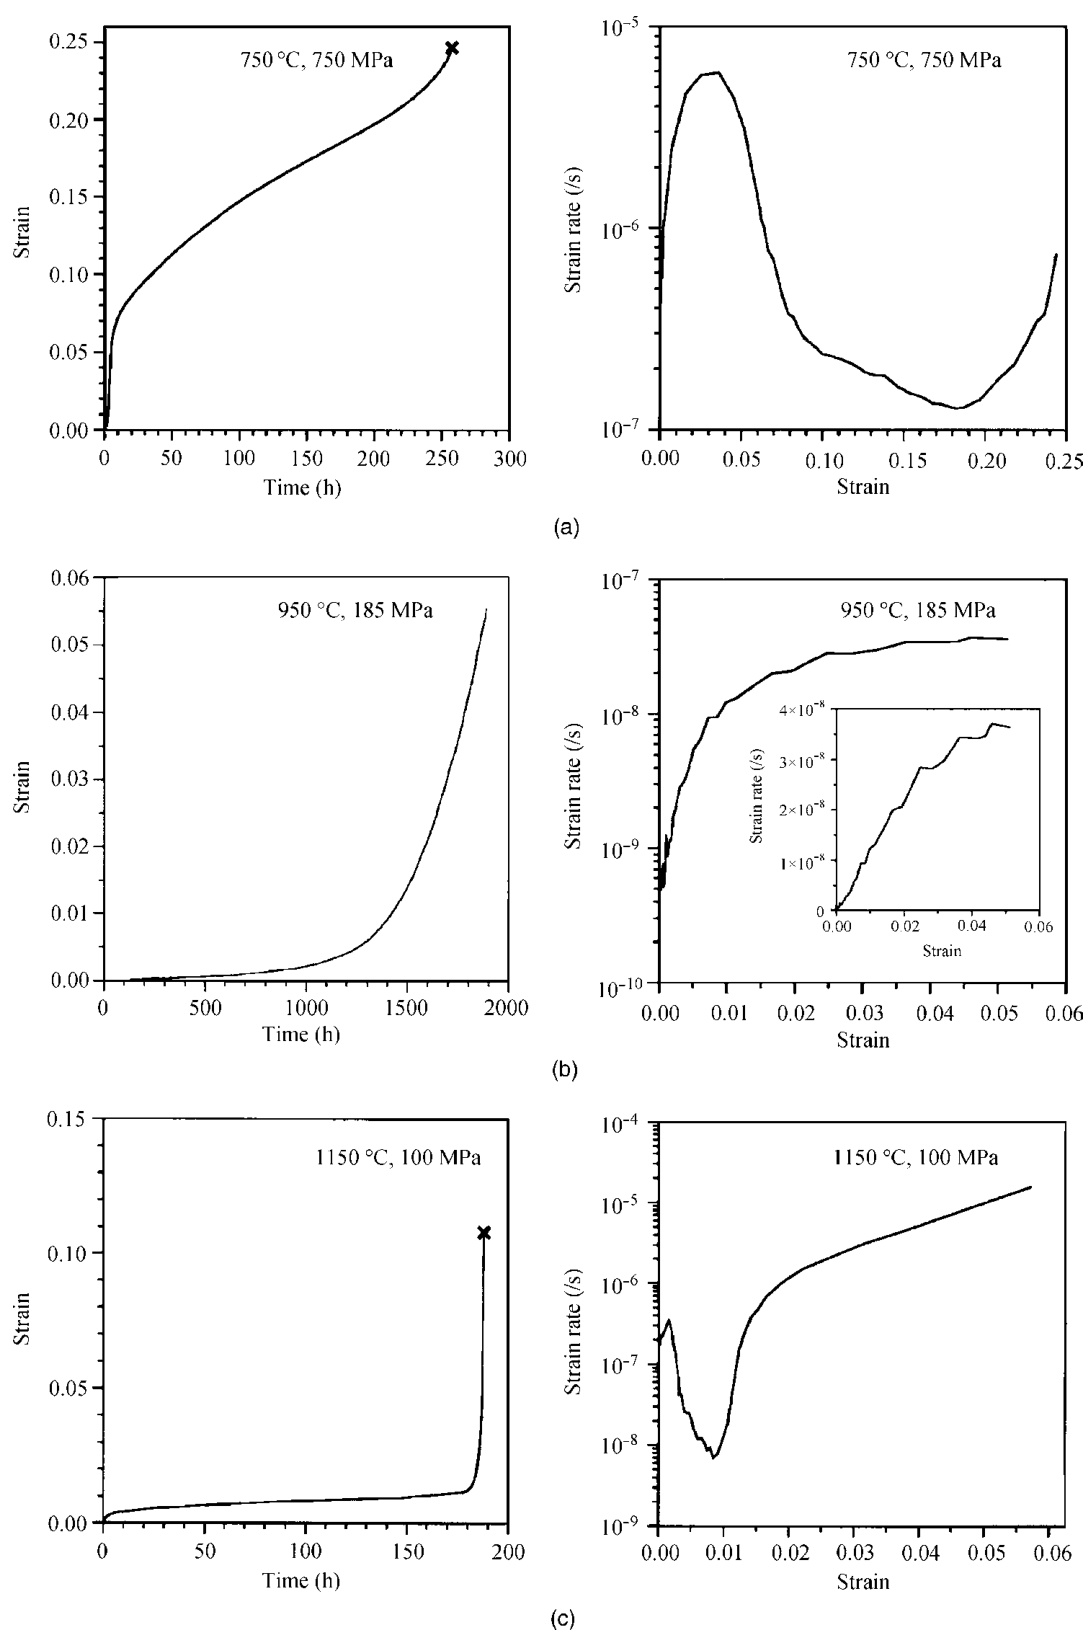 0.25
0.20
0.15
0.10
0.05
0.00
Strain
750 °C, 750 MPa
0 50 100 150 200 250 300
Time (h)
10⁻⁵
10⁻⁶
10⁻⁷
Strain rate (/s)
750 °C, 750 MPa
0.00 0.05 0.10 0.15 0.20 0.25
Strain
(a)
0.06
0.05
0.04
0.03
0.02
0.01
0.00
Strain
950 °C, 185 MPa
0 500 1000 1500 2000
Time (h)
10⁻⁷
10⁻⁸
10⁻⁹
10⁻¹⁰
Strain rate (/s)
950 °C, 185 MPa
4×10⁻⁸
3×10⁻⁸
2×10⁻⁸
1×10⁻⁸
0
Strain rate (/s)
0.00 0.02 0.04 0.06
Strain
0.00 0.01 0.02 0.03 0.04 0.05 0.06
Strain
(b)
0.15
0.10
0.05
0.00
Strain
1150 °C, 100 MPa
0 50 100 150 200
Time (h)
10⁻⁴
10⁻⁵
10⁻⁶
10⁻⁷
10⁻⁸
10⁻⁹
Strain rate (/s)
1150 °C, 100 MPa
0.00 0.01 0.02 0.03 0.04 0.05 0.06
Strain
(c)